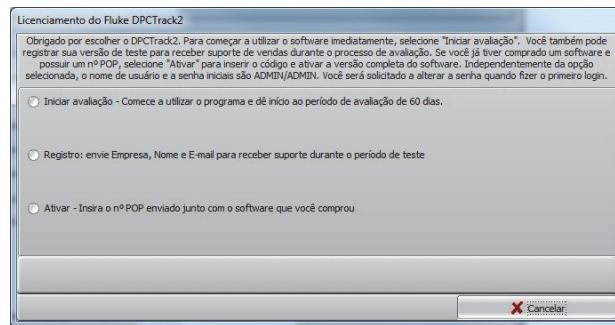 Licenciamento do Fluke DPCTrack2
Obrigado por escolher o DPCTrack2. Para começar a utilizar o software imediatamente, selecione "Iniciar avaliação". Você também pode
registrar sua versão de teste para receber suporte de vendas durante o processo de avaliação. Se você já tiver comprado um software e
possuir um nº POP, selecione "Ativar" para inserir o código e ativar a versão completa do software. Independentemente da opção
selecionada, o nome de usuário e a senha iniciais são ADMIN/ADMIN. Você será solicitado a alterar a senha quando fizer o primeiro login.
Iniciar avaliação - Comece a utilizar o programa e dê início ao período de avaliação de 60 dias.
Registro: envie Empresa, Nome e E-mail para receber suporte durante o período de teste
Ativar - Insira o nº POP enviado junto com o software que você comprou
Cancelar